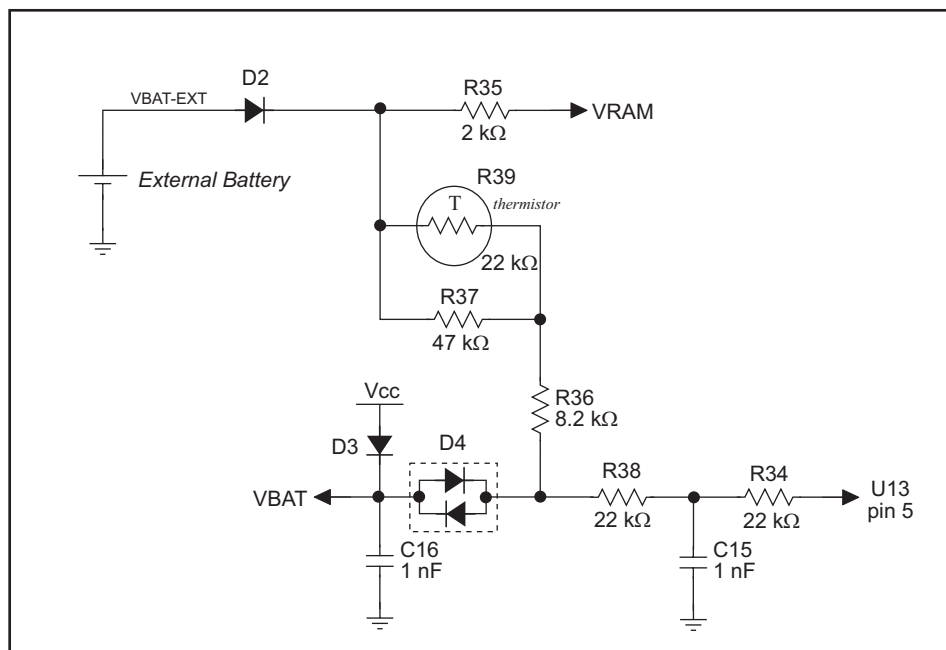 D2
VBAT-EXT
R35
2 kΩ
VRAM
External Battery
R39
T
thermistor
22 kΩ
R37
47 kΩ
Vcc
D3
D4
R36
8.2 kΩ
VBAT
R38
22 kΩ
R34
22 kΩ
U13
pin 5
C16
1 nF
C15
1 nF